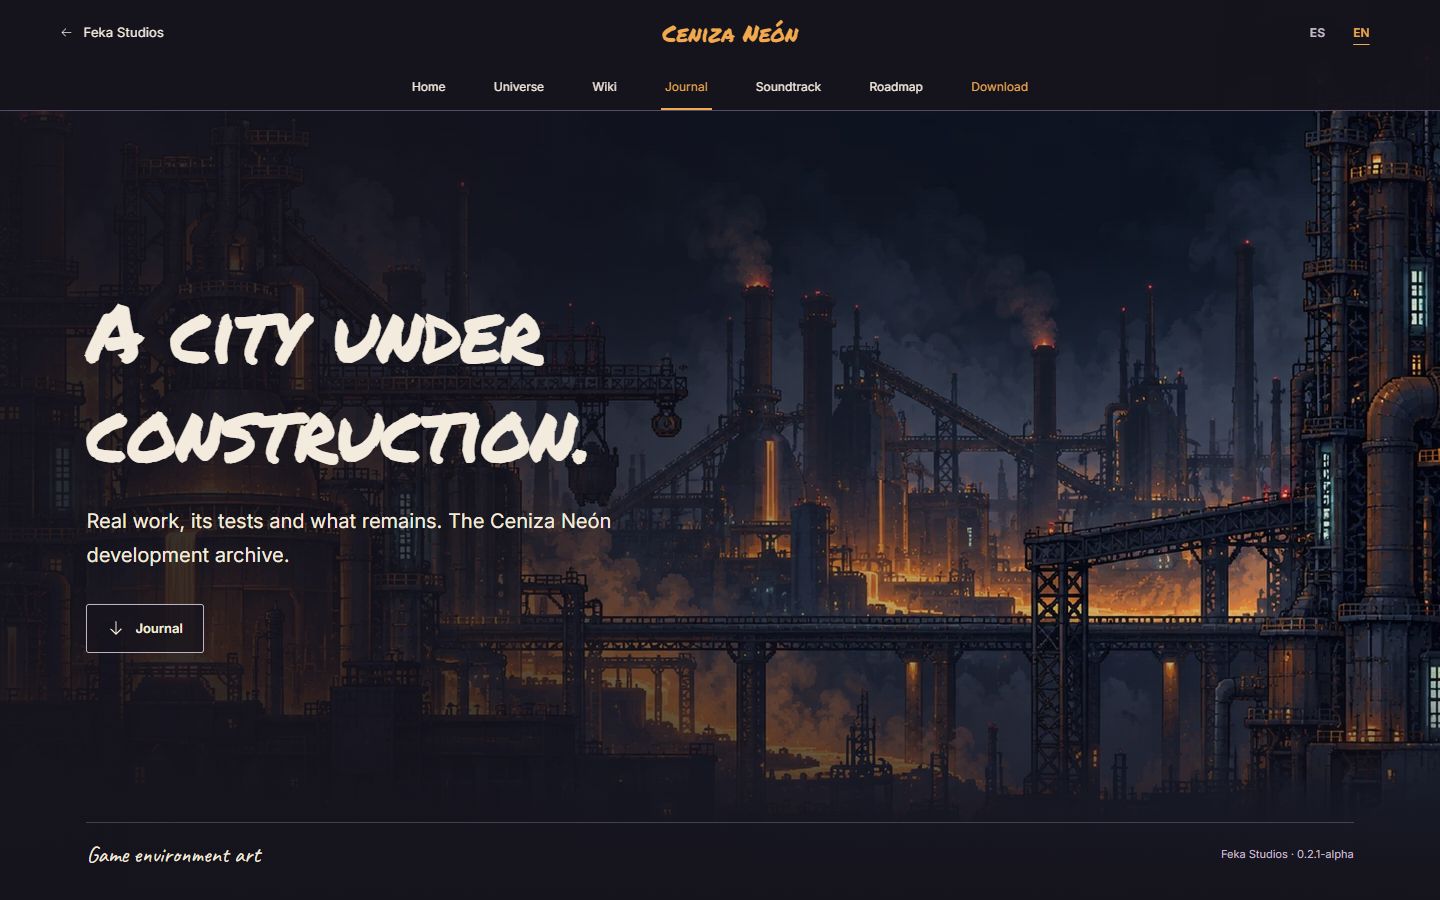 Feka Studios
Ceniza Neón
ES
EN
Home
Universe
Wiki
Journal
Soundtrack
Roadmap
Download
A city under
construction.
Real work, its tests and what remains. The Ceniza Neón
development archive.
Journal
Game environment art
Feka Studios · 0.2.1-alpha